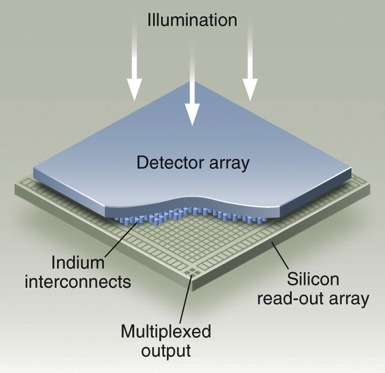 Illumination
Detector array
Indium
interconnects
Silicon
read-out array
Multiplexed
output